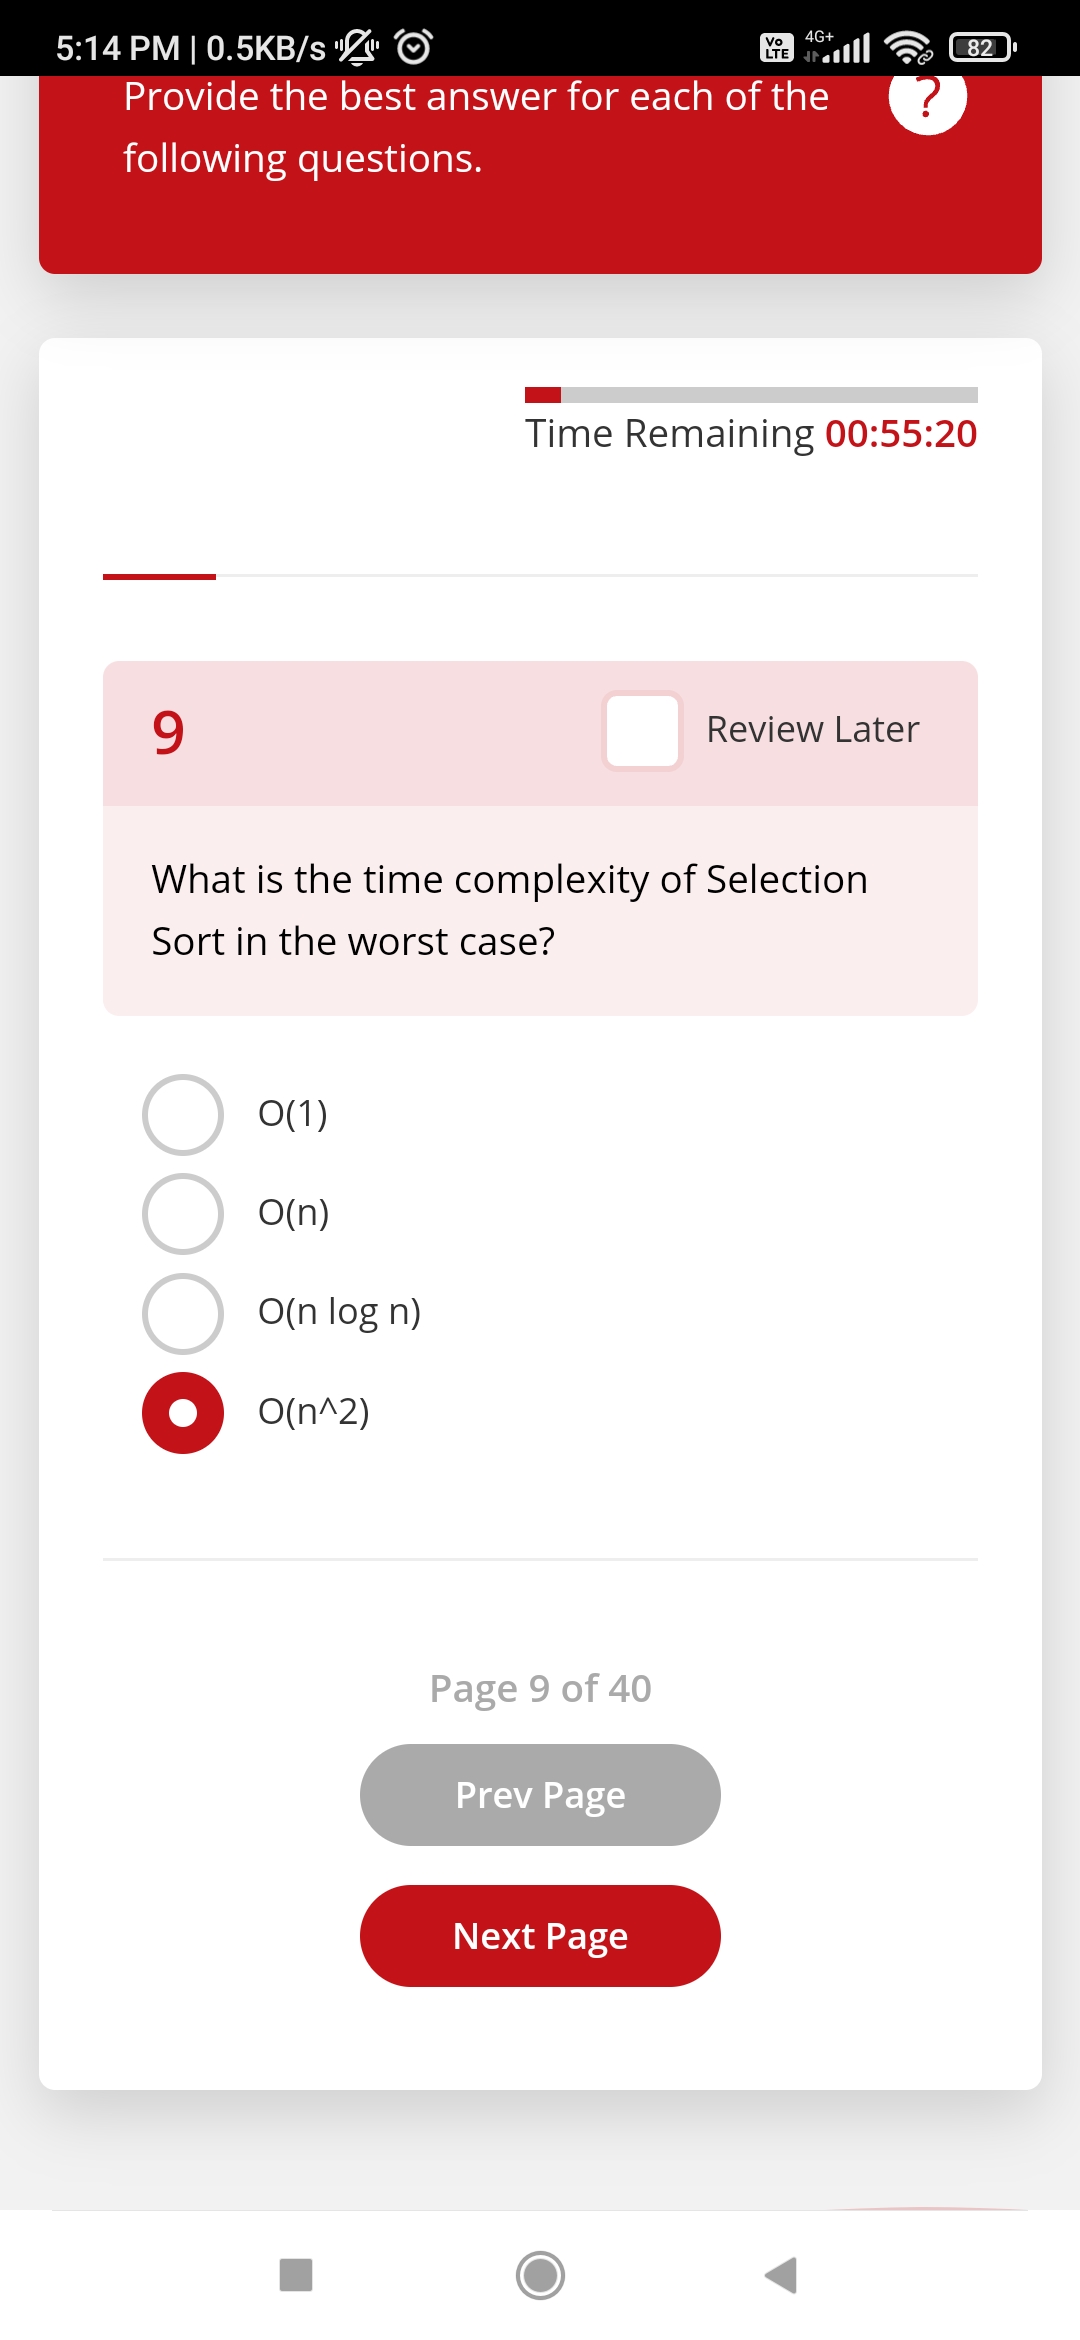 5:14 PM | 0.5KB/s Vo LTE 4G+ 82
Provide the best answer for each of the
following questions.
?
Time Remaining 00:55:20
9
Review Later
What is the time complexity of Selection
Sort in the worst case?
O(1)
O(n)
O(n log n)
O(n^2)
Page 9 of 40
Prev Page
Next Page